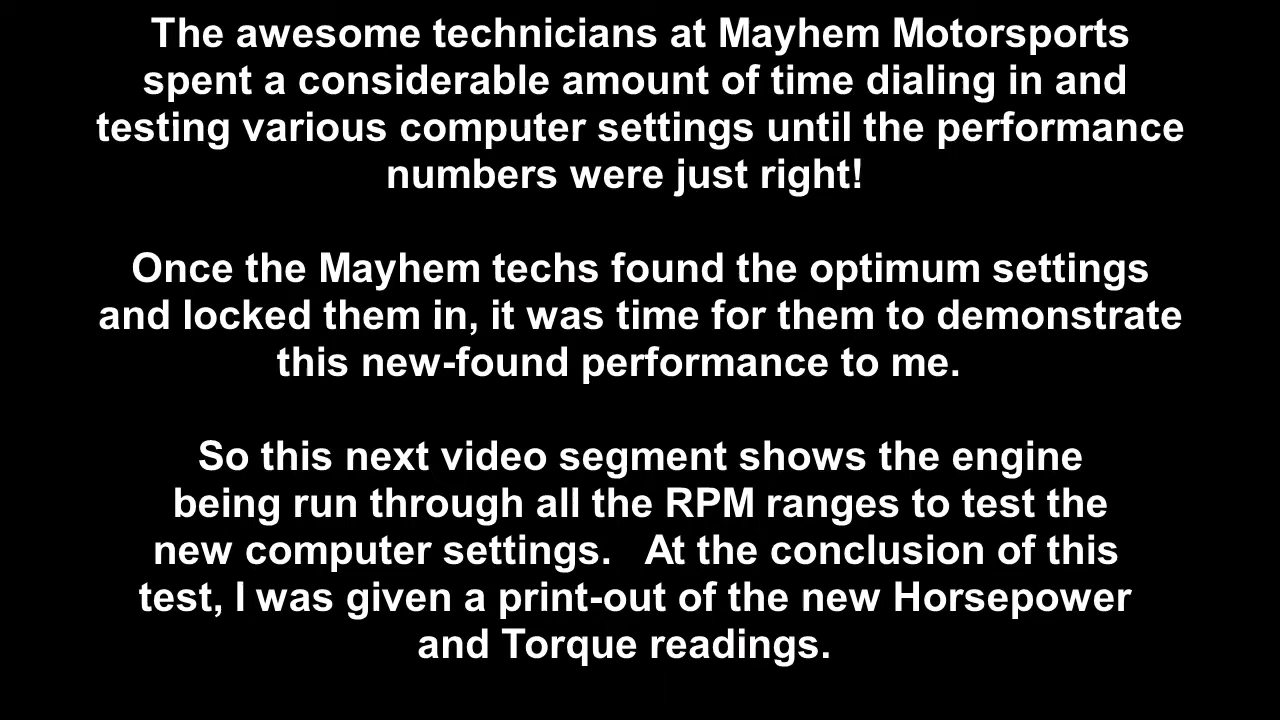 The awesome technicians at Mayhem Motorsports
spent a considerable amount of time dialing in and
testing various computer settings until the performance
numbers were just right!
Once the Mayhem techs found the optimum settings
and locked them in, it was time for them to demonstrate
this new-found performance to me.
So this next video segment shows the engine
being run through all the RPM ranges to test the
new computer settings.   At the conclusion of this
test, I was given a print-out of the new Horsepower
and Torque readings.